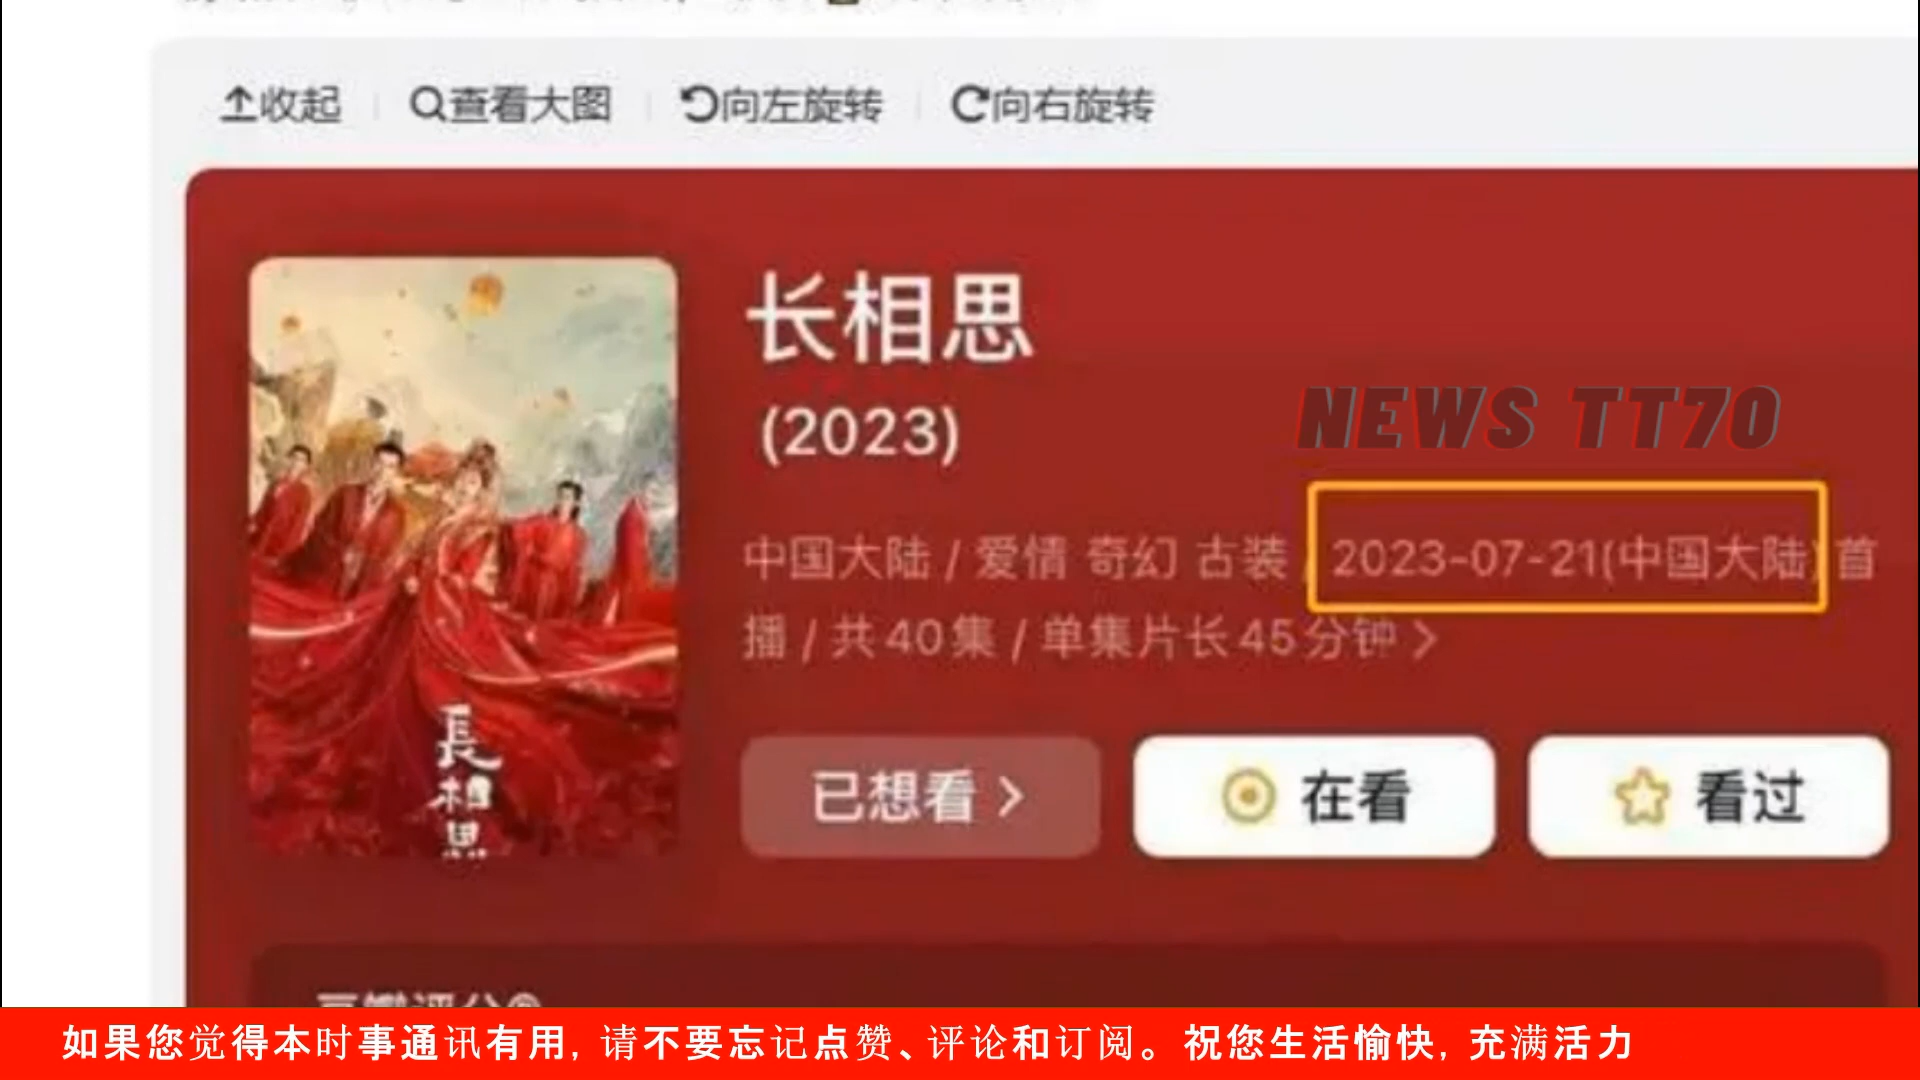 收起
查看大图
向左旋转
向右旋转
长相思
(2023)
NEWS TT70
中国大陆 / 爱情 奇幻 古装 / 2023-07-21(中国大陆) 首
播 / 共40集 / 单集片长45分钟 >
已想看 >
在看
看过
長
相
思
豆瓣评分
如果您觉得本时事通讯有用, 请不要忘记点赞、评论和订阅。祝您生活愉快, 充满活力